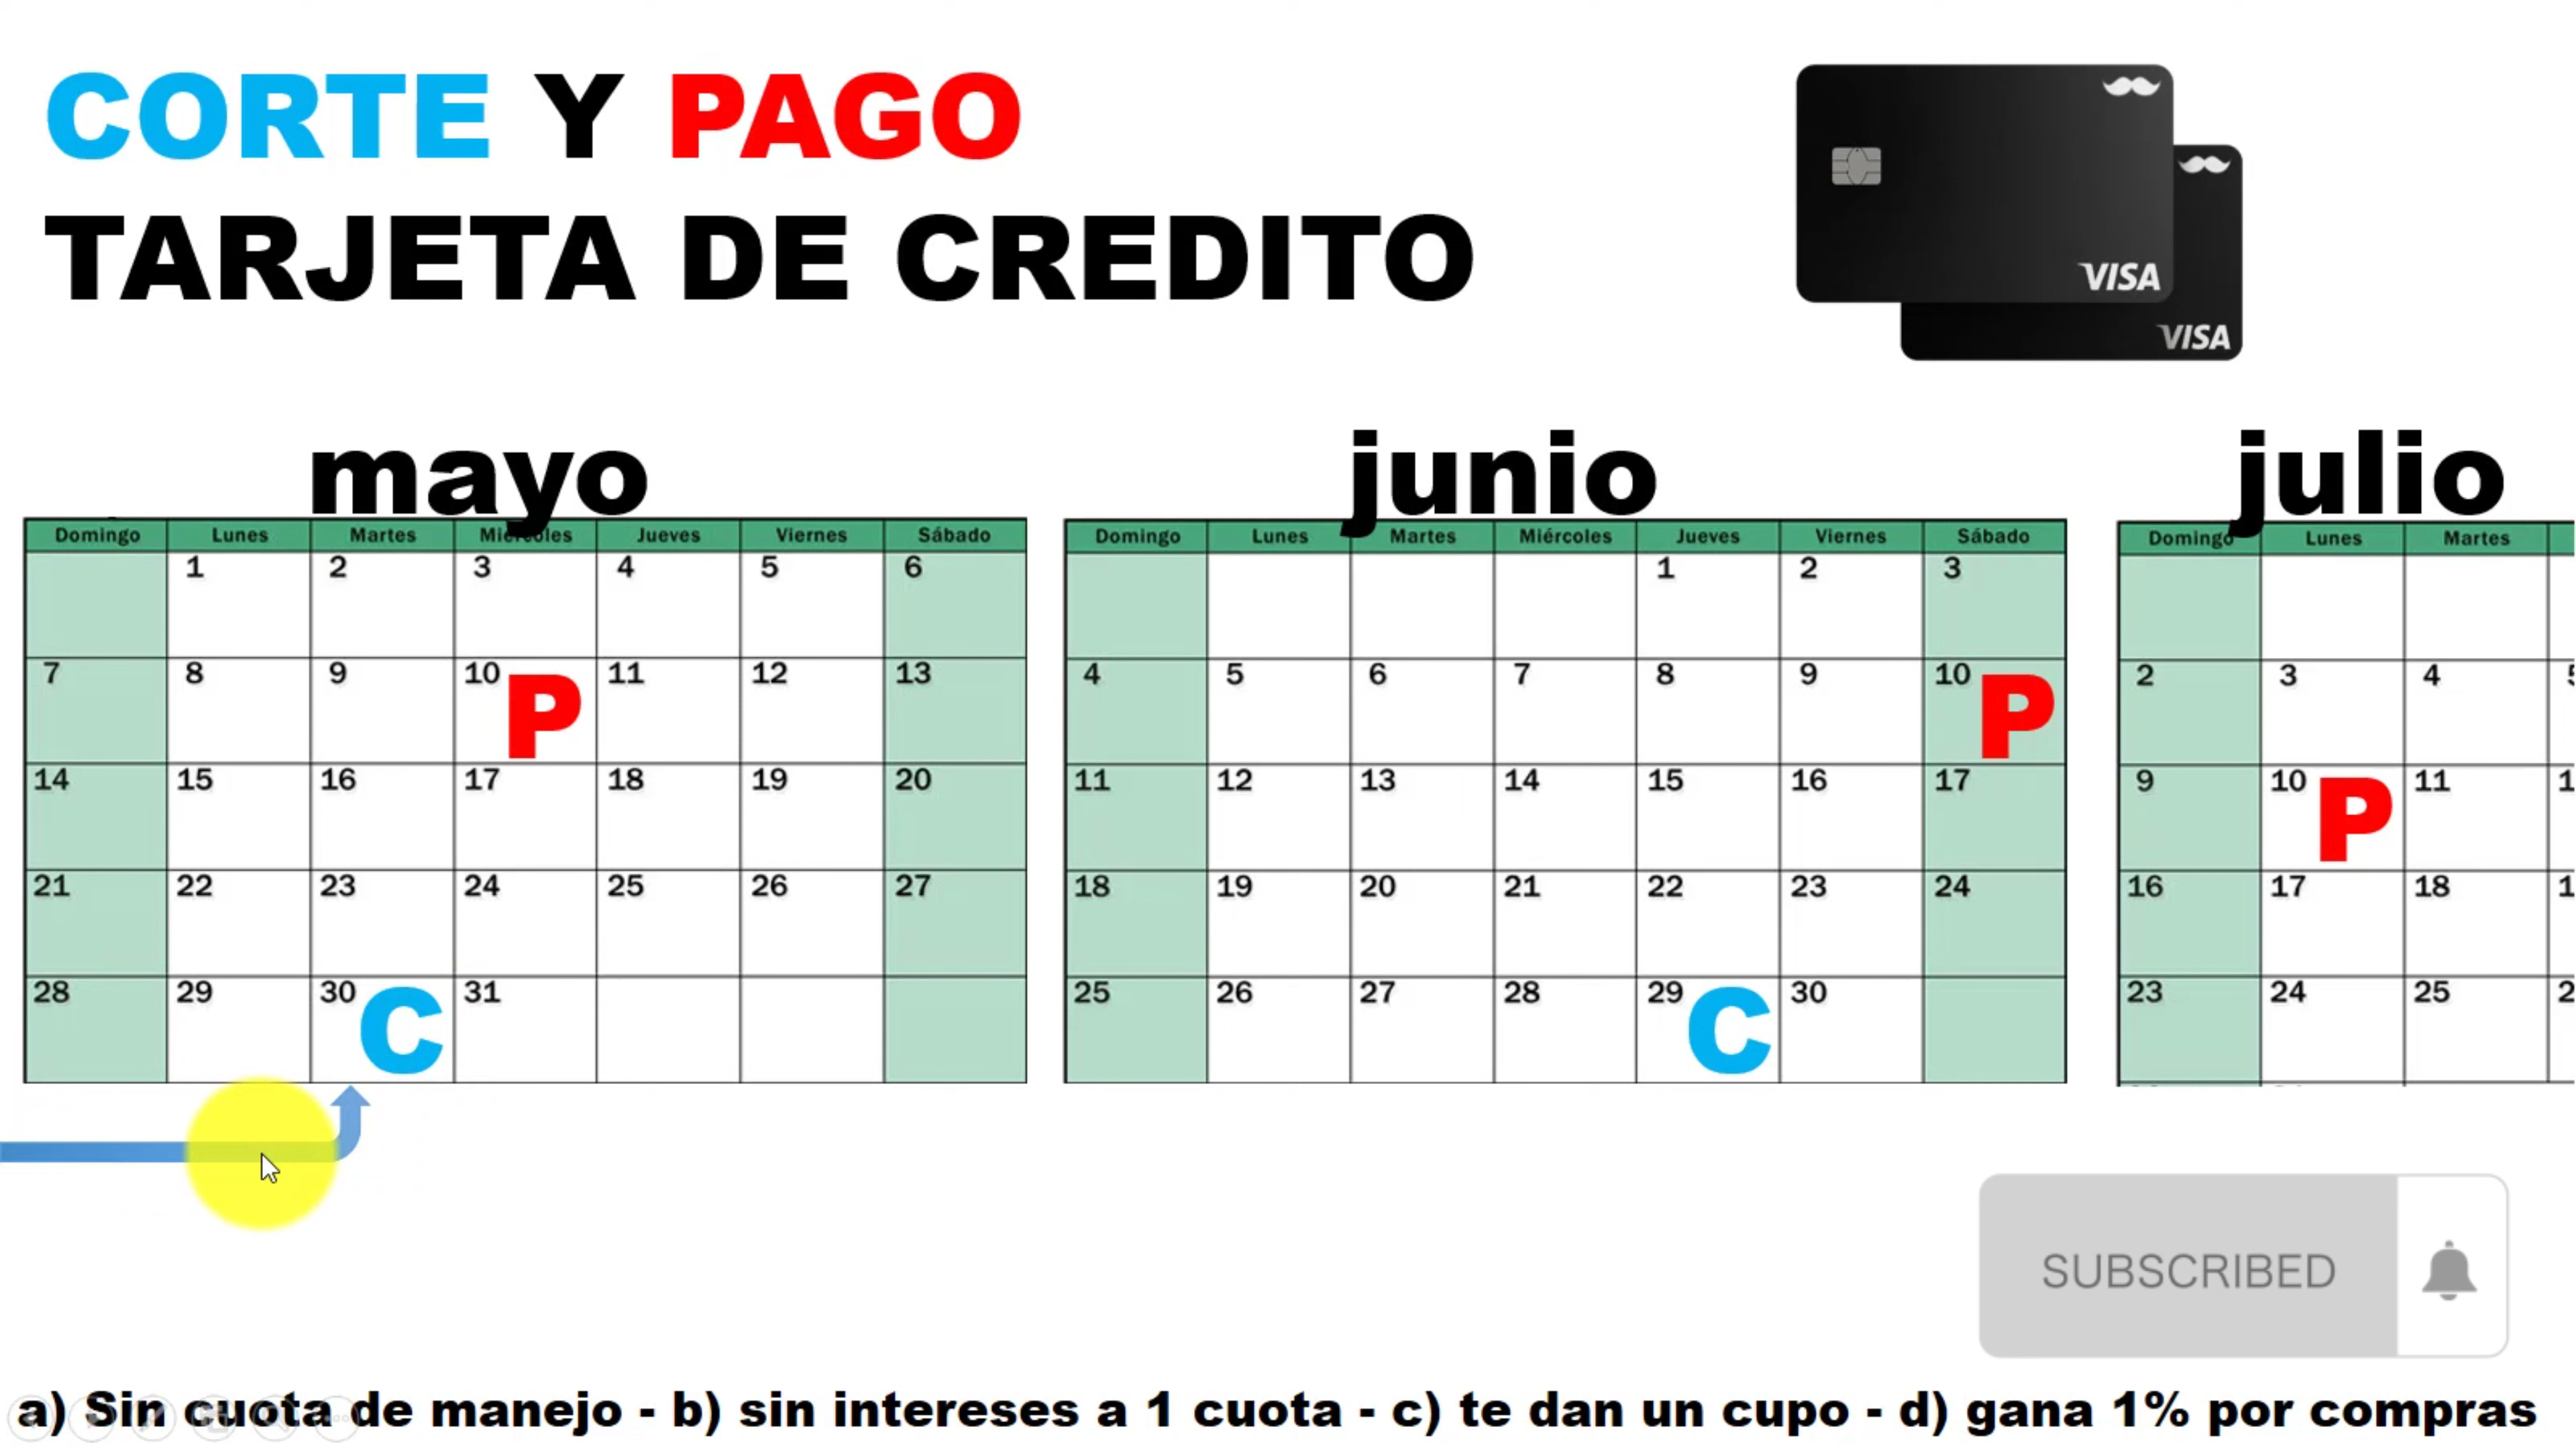 CORTE Y PAGO
TARJETA DE CREDITO
VISA
VISA
mayo
Domingo Lunes Martes Miércoles Jueves Viernes Sábado
1 2 3 4 5 6
7 8 9 10 P 11 12 13
14 15 16 17 18 19 20
21 22 23 24 25 26 27
28 29 30 C 31
junio
Domingo Lunes Martes Miércoles Jueves Viernes Sábado
1 2 3
4 5 6 7 8 9 10 P
11 12 13 14 15 16 17
18 19 20 21 22 23 24
25 26 27 28 29 C 30
julio
Domingo Lunes Martes
2 3 4
9 10 P 11
16 17 18
23 24 25
SUBSCRIBED
a) Sin cuota de manejo - b) sin intereses a 1 cuota - c) te dan un cupo - d) gana 1% por compras